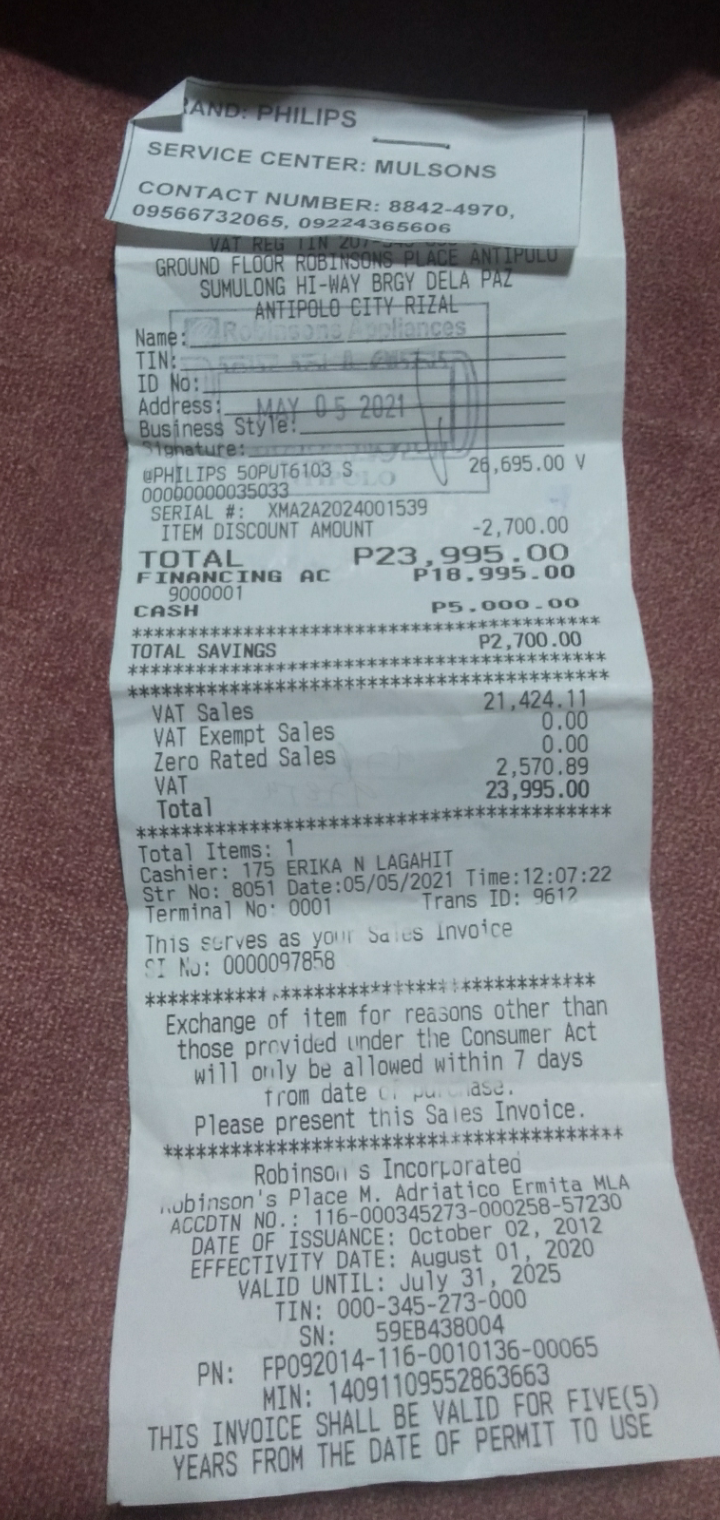 BRAND: PHILIPS
SERVICE CENTER: MULSONS
CONTACT NUMBER: 8842-4970,
09566732065, 09224365606
VAT REG TIN
GROUND FLOOR ROBINSONS PLACE ANTIPOLO
SUMULONG HI-WAY BRGY DELA PAZ
ANTIPOLO CITY RIZAL
Robinsons Appliances
Name:
TIN:
ID No:
Address:
MAY 05 2021
Business Style:
Signature:
@PHILIPS 50PUT6103 S 26,695.00 V
00000000035033
SERIAL #: XMA2A2024001539
ITEM DISCOUNT AMOUNT -2,700.00
TOTAL P23,995.00
FINANCING AC P18,995.00
9000001
CASH P5,000.00
****************************************
TOTAL SAVINGS P2,700.00
****************************************
****************************************
VAT Sales 21,424.11
VAT Exempt Sales 0.00
Zero Rated Sales 0.00
VAT 2,570.89
Total 23,995.00
****************************************
Total Items: 1
Cashier: 175 ERIKA N LAGAHIT
Str No: 8051 Date:05/05/2021 Time:12:07:22
Terminal No: 0001 Trans ID: 9612
This serves as your Sales Invoice
SI No: 0000097858
****************************************
Exchange of item for reasons other than
those provided under the Consumer Act
will only be allowed within 7 days
from date of purchase.
Please present this Sales Invoice.
****************************************
Robinson's Incorporated
Robinson's Place M. Adriatico Ermita MLA
ACCDTN NO.: 116-000345273-000258-57230
DATE OF ISSUANCE: October 02, 2012
EFFECTIVITY DATE: August 01, 2020
VALID UNTIL: July 31, 2025
TIN: 000-345-273-000
SN: 59EB438004
PN: FP092014-116-0010136-00065
MIN: 14091109552863663
THIS INVOICE SHALL BE VALID FOR FIVE(5)
YEARS FROM THE DATE OF PERMIT TO USE